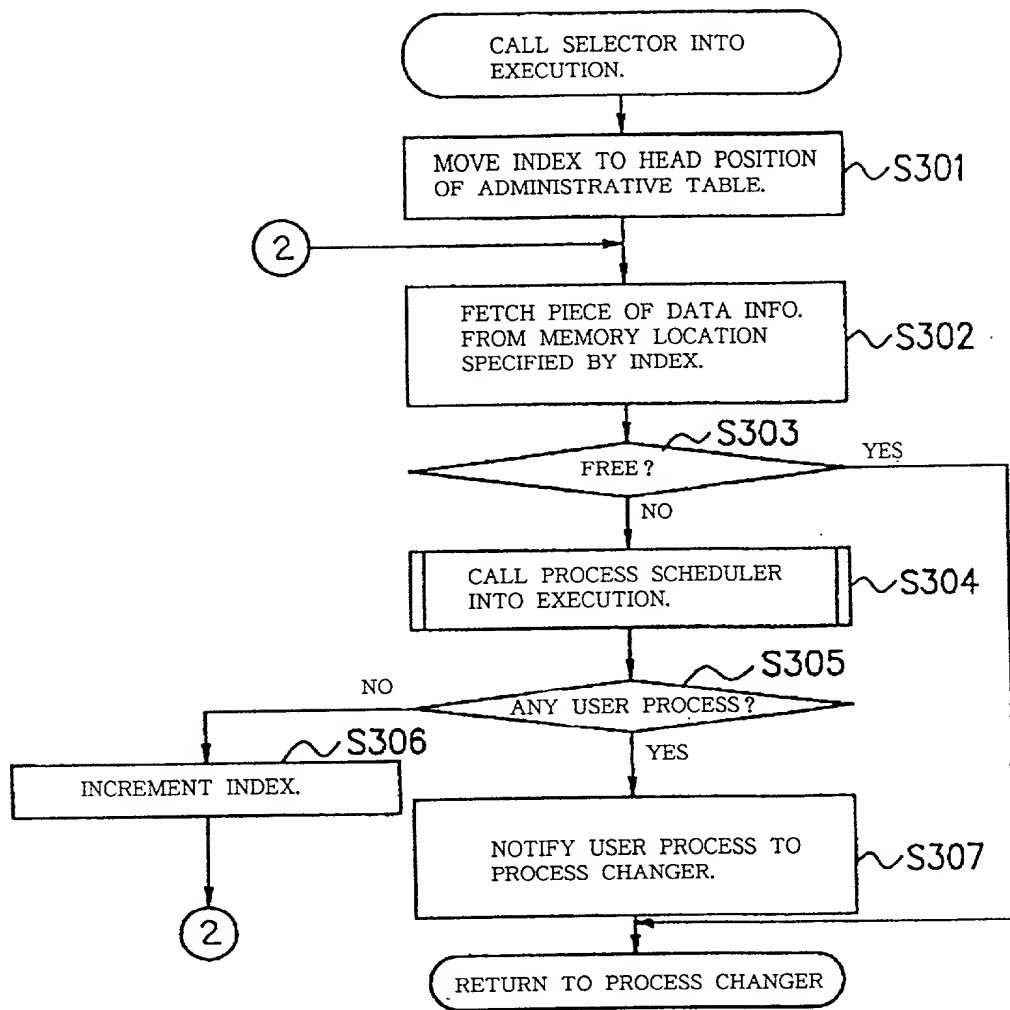 CALL SELECTOR INTO
EXECUTION.
MOVE INDEX TO HEAD POSITION
OF ADMINISTRATIVE TABLE.
S301
2
FETCH PIECE OF DATA INFO.
FROM MEMORY LOCATION
SPECIFIED BY INDEX.
S302
S303
FREE?
YES
NO
CALL PROCESS SCHEDULER
INTO EXECUTION.
S304
S305
NO
ANY USER PROCESS?
YES
S306
INCREMENT INDEX.
NOTIFY USER PROCESS TO
PROCESS CHANGER.
S307
2
RETURN TO PROCESS CHANGER